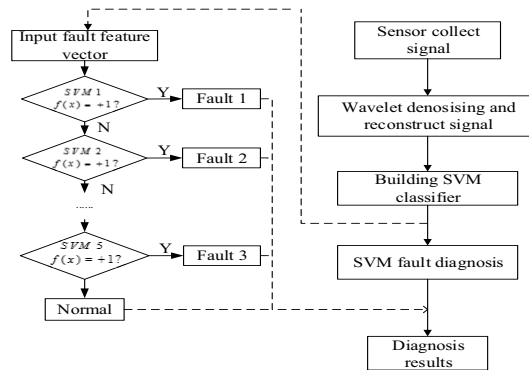 Input fault feature
vector
SVM 1
f(x) = +1?
Y
Fault 1
N
SVM 2
f(x) = +1?
Y
Fault 2
N
......
SVM 5
f(x) = +1?
Y
Fault 3
Normal
Sensor collect
signal
Wavelet denosising and
reconstruct signal
Building SVM
classifier
SVM fault diagnosis
Diagnosis
results